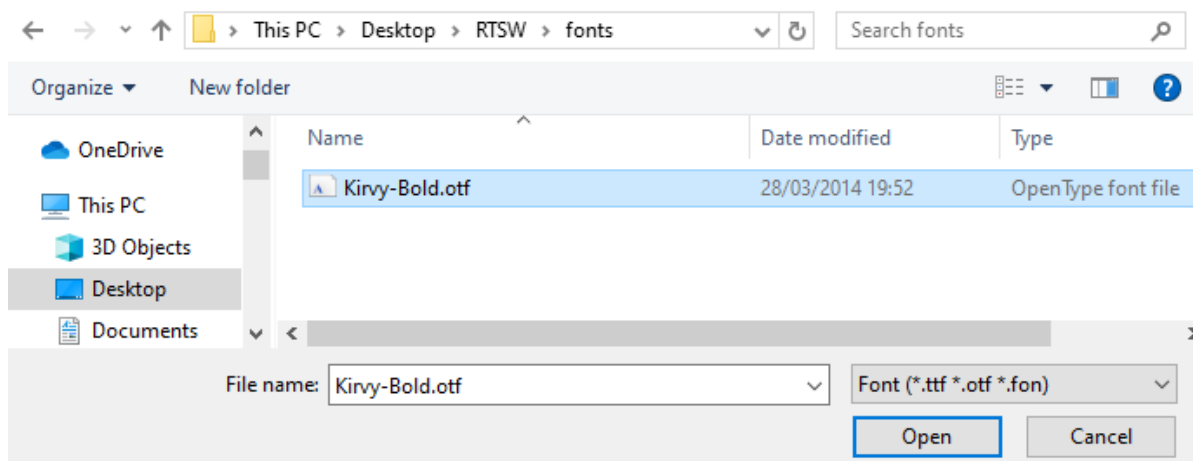 This PC > Desktop > RTSW > fonts Search fonts
Organize New folder
Name Date modified Type
OneDrive
Kirvy-Bold.otf 28/03/2014 19:52 OpenType font file
This PC
3D Objects
Desktop
Documents
File name: Kirvy-Bold.otf Font (*.ttf *.otf *.fon)
Open Cancel